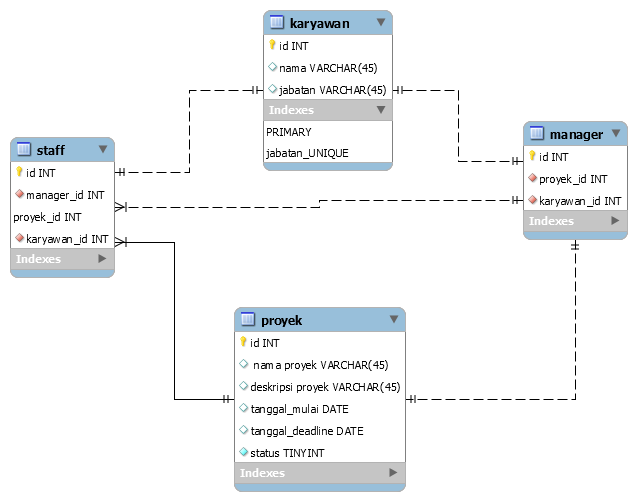 karyawan
id INT
nama VARCHAR(45)
jabatan VARCHAR(45)
Indexes
PRIMARY
jabatan_UNIQUE
staff
id INT
manager_id INT
proyek_id INT
karyawan_id INT
Indexes
manager
id INT
proyek_id INT
karyawan_id INT
Indexes
proyek
id INT
nama proyek VARCHAR(45)
deskripsi proyek VARCHAR(45)
tanggal_mulai DATE
tanggal_deadline DATE
status TINYINT
Indexes